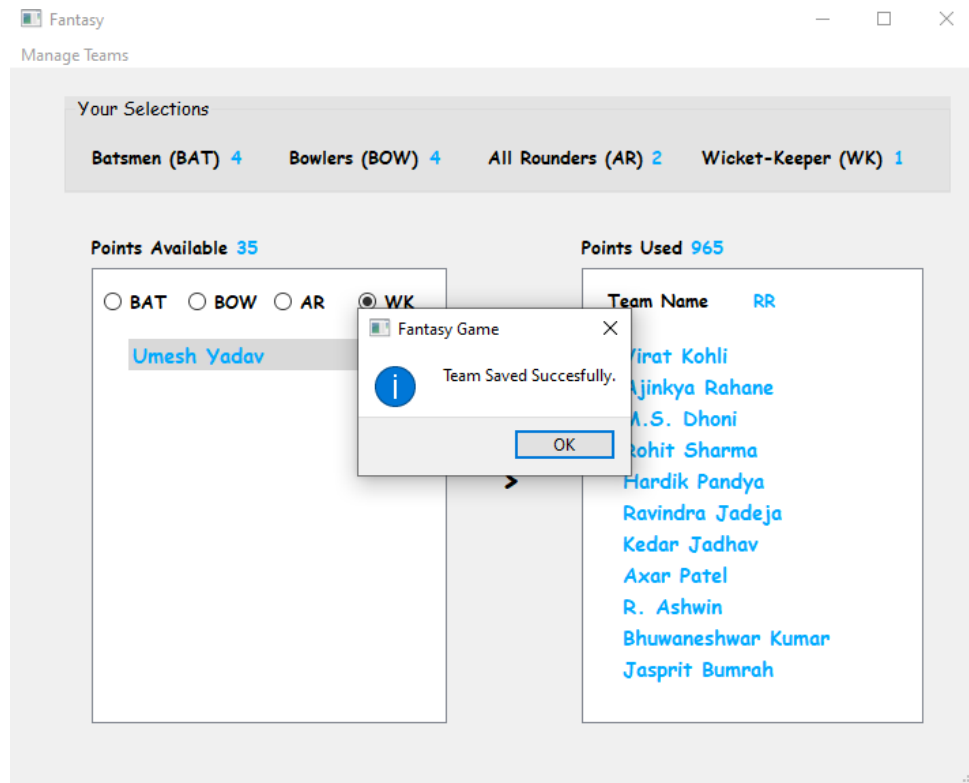 Fantasy
Manage Teams
Your Selections
Batsmen (BAT) 4 Bowlers (BOW) 4 All Rounders (AR) 2 Wicket-Keeper (WK) 1
Points Available 35
Points Used 965
BAT BOW AR WK
Team Name RR
Umesh Yadav
Fantasy Game
Team Saved Succesfully.
OK
>
Virat Kohli
Ajinkya Rahane
M.S. Dhoni
Rohit Sharma
Hardik Pandya
Ravindra Jadeja
Kedar Jadhav
Axar Patel
R. Ashwin
Bhuwaneshwar Kumar
Jasprit Bumrah